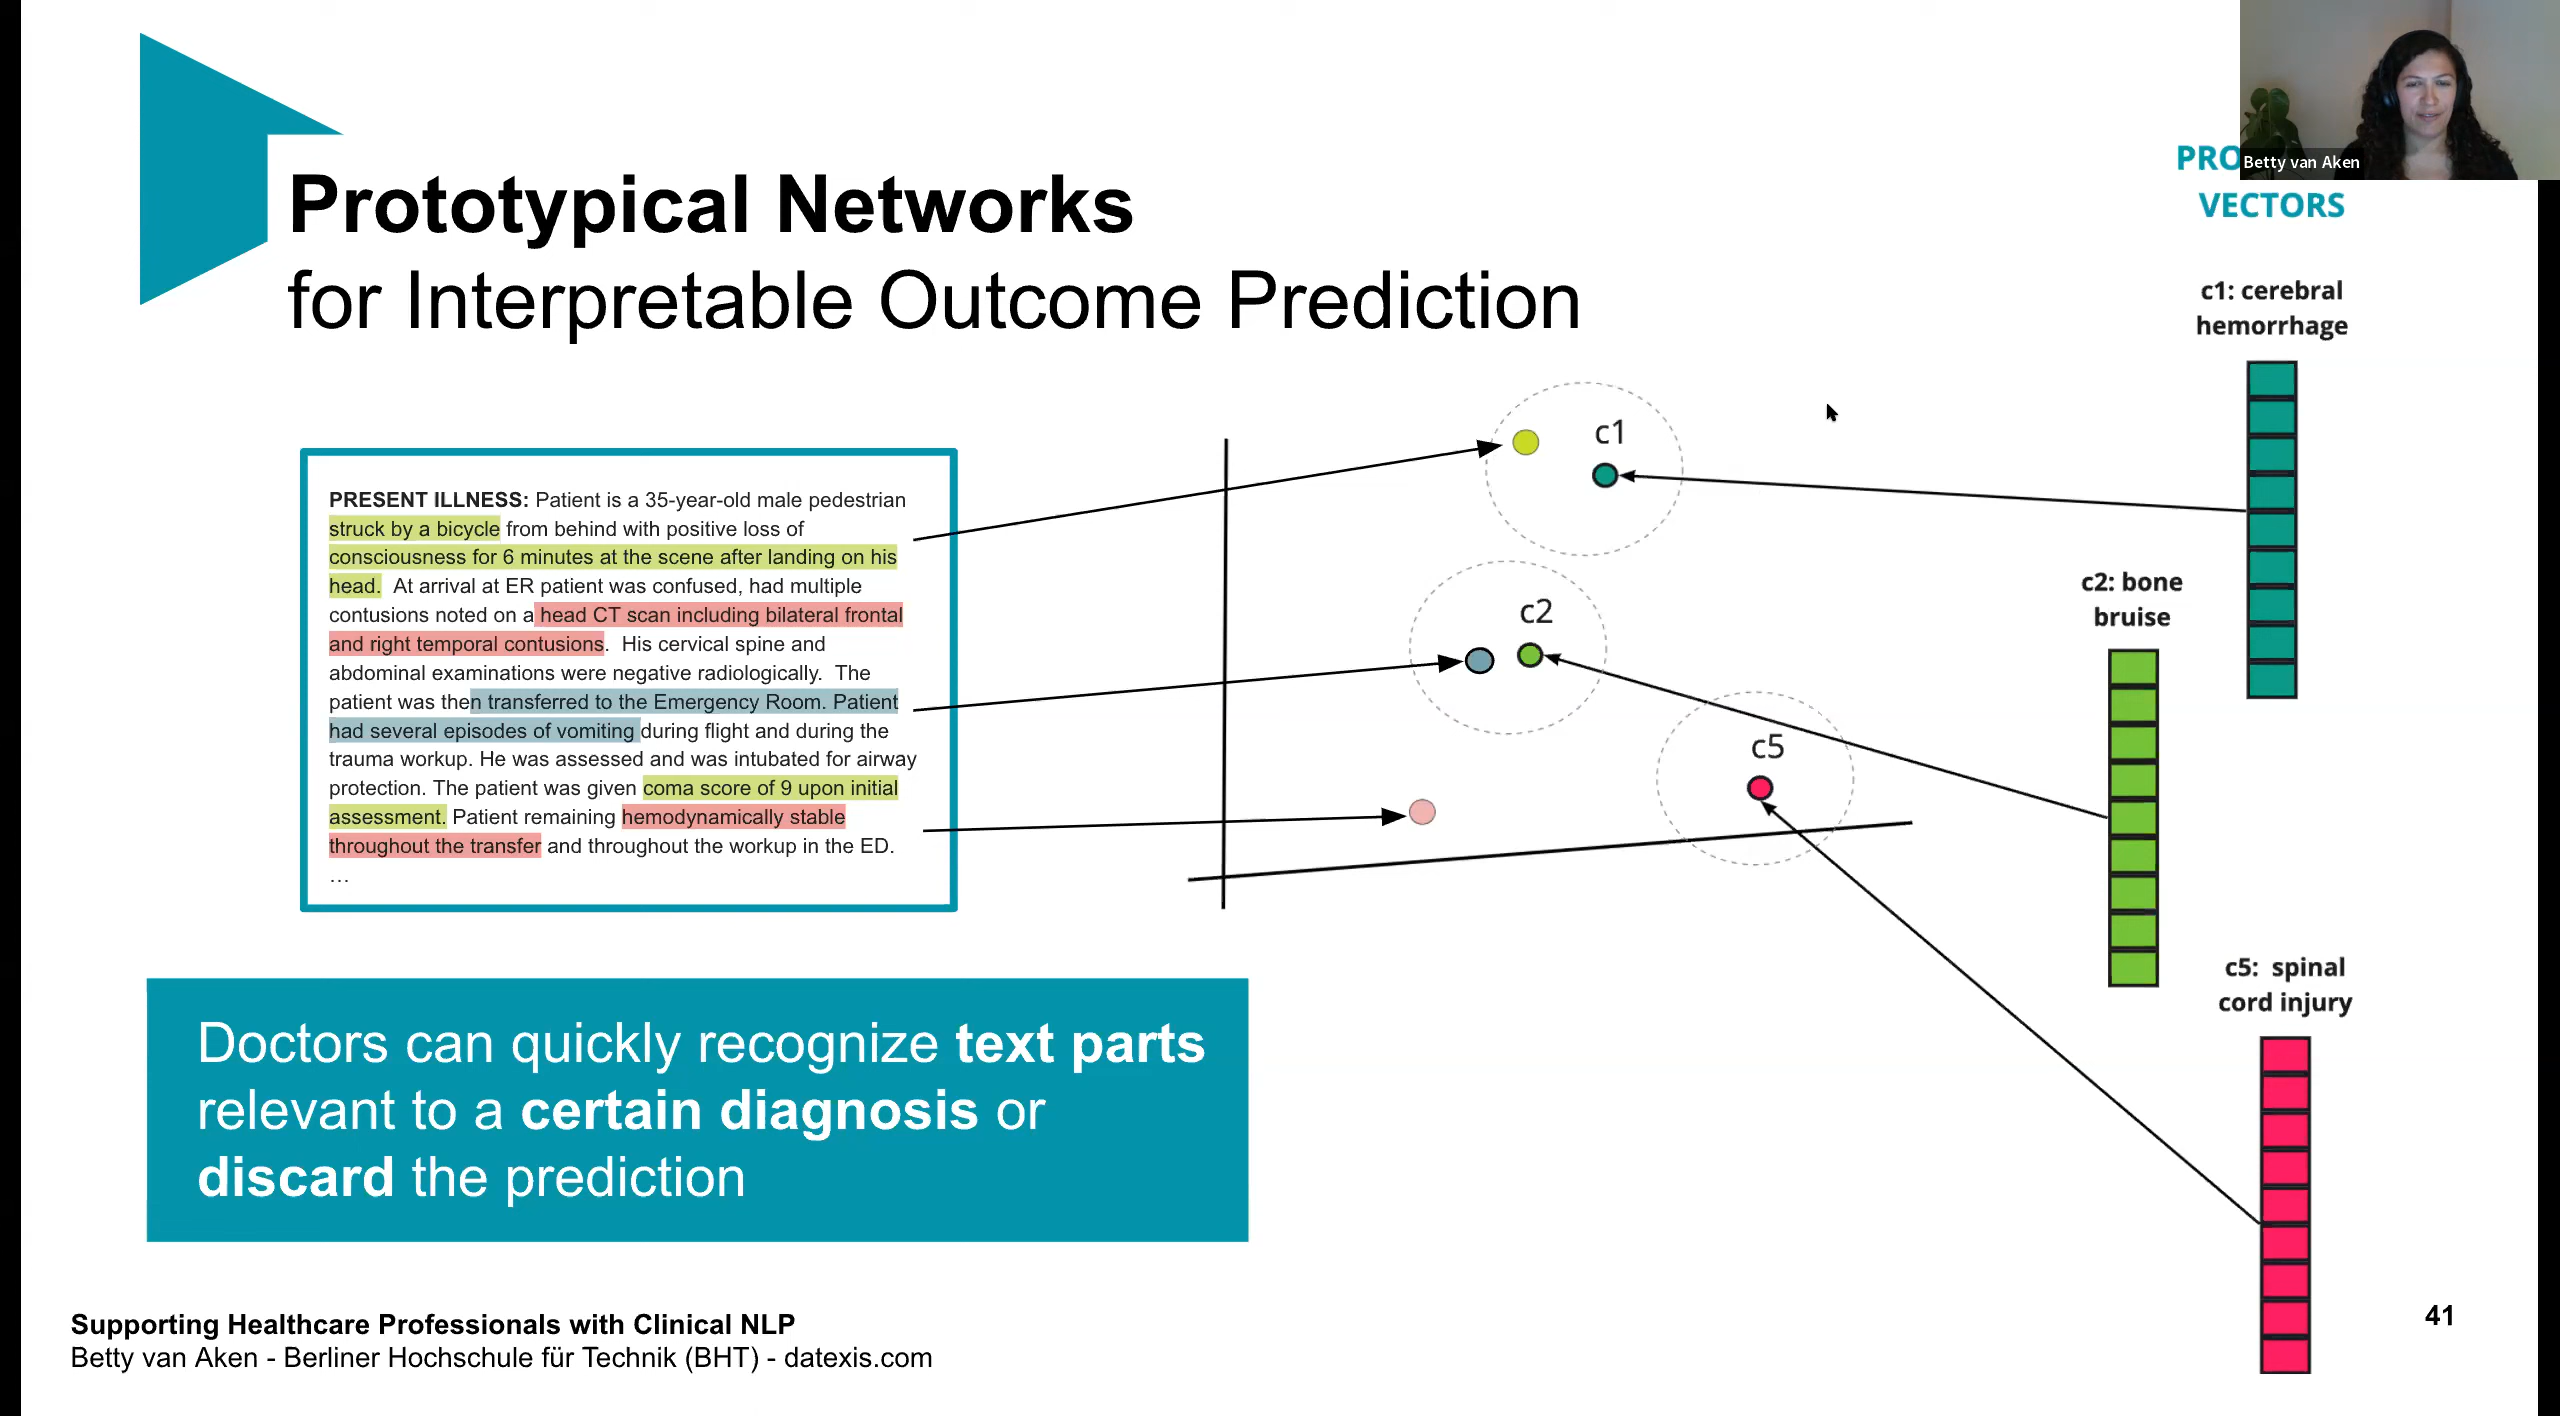 Betty van Aken
PRO
VECTORS
Prototypical Networks
for Interpretable Outcome Prediction
c1: cerebral
hemorrhage
c1
c2: bone
bruise
c2
c5
c5: spinal
cord injury
PRESENT ILLNESS: Patient is a 35-year-old male pedestrian
struck by a bicycle from behind with positive loss of
consciousness for 6 minutes at the scene after landing on his
head. At arrival at ER patient was confused, had multiple
contusions noted on a head CT scan including bilateral frontal
and right temporal contusions. His cervical spine and
abdominal examinations were negative radiologically. The
patient was then transferred to the Emergency Room. Patient
had several episodes of vomiting during flight and during the
trauma workup. He was assessed and was intubated for airway
protection. The patient was given coma score of 9 upon initial
assessment. Patient remaining hemodynamically stable
throughout the transfer and throughout the workup in the ED.
…
Doctors can quickly recognize text parts
relevant to a certain diagnosis or
discard the prediction
Supporting Healthcare Professionals with Clinical NLP
Betty van Aken - Berliner Hochschule für Technik (BHT) - datexis.com
41